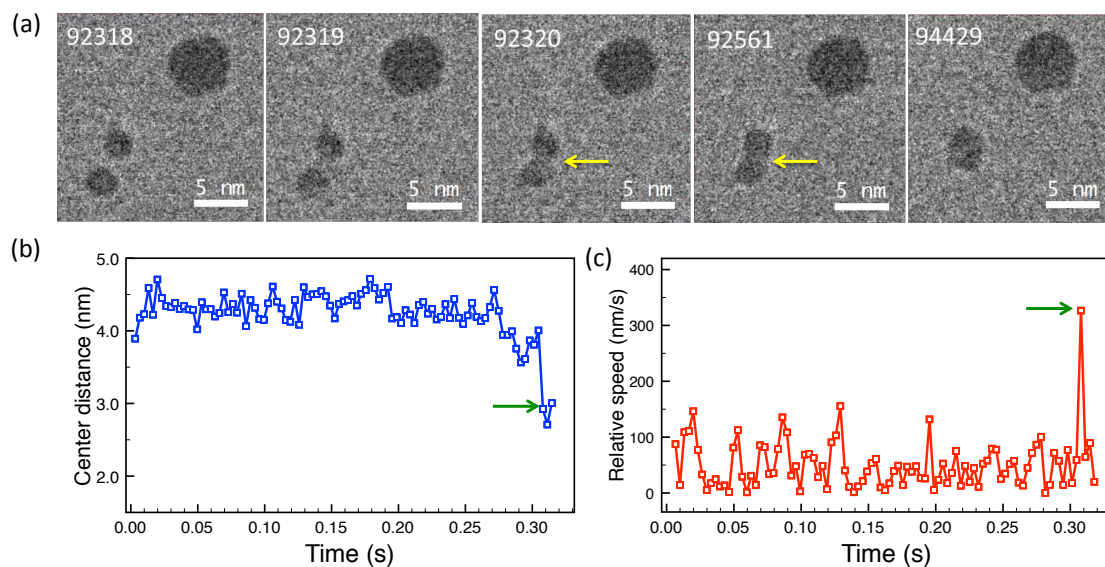 (a)
92318
92319
92320
92561
94429
5 nm
5 nm
5 nm
5 nm
5 nm
(b)
5.0
4.0
3.0
2.0
Center distance (nm)
0.00
0.05
0.10
0.15
0.20
0.25
0.30
Time (s)
(c)
400
300
200
100
0
Relative speed (nm/s)
0.00
0.05
0.10
0.15
0.20
0.25
0.30
Time (s)